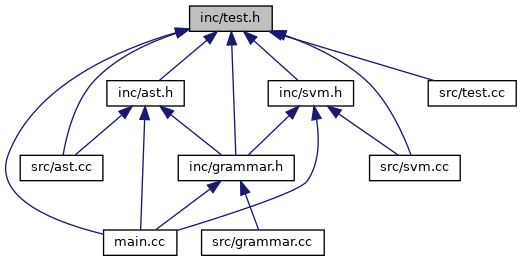 inc/test.h
inc/ast.h
inc/svm.h
src/test.cc
src/ast.cc
inc/grammar.h
src/svm.cc
main.cc
src/grammar.cc